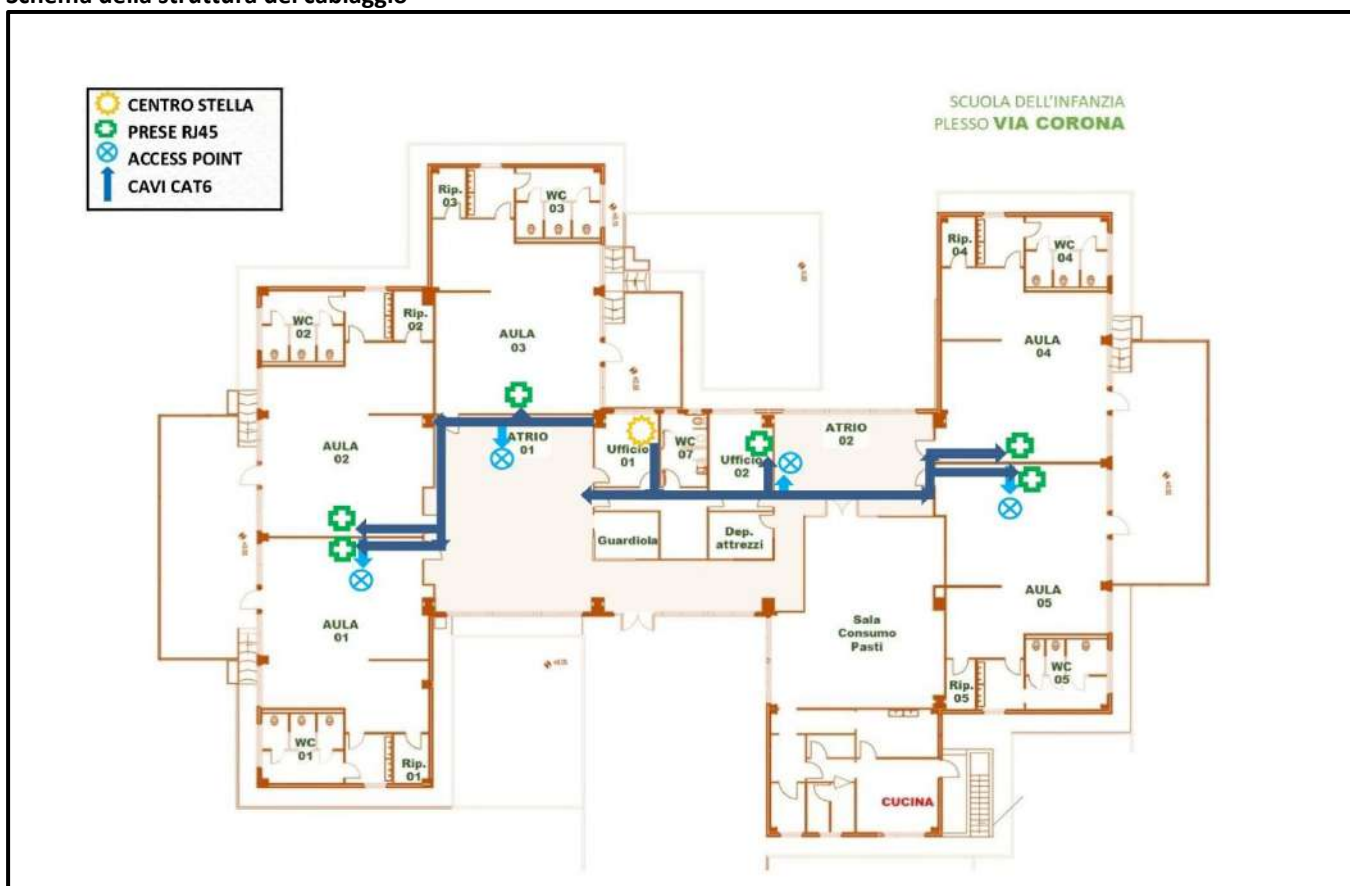 Schema della struttura del cablaggio
CENTRO STELLA
PRESE RJ45
ACCESS POINT
CAVI CAT6
SCUOLA DELL'INFANZIA
PLESSO VIA CORONA
Rip.
03
WC
03
Rip.
04
WC
04
WC
02
Rip.
02
AULA
03
AULA
04
AULA
02
ATRIO
01
Ufficio
01
WC
07
Ufficio
02
ATRIO
02
Guardiola
Dep.
attrezzi
AULA
01
AULA
05
Sala
Consumo
Pasti
WC
05
Rip.
05
WC
01
Rip.
01
CUCINA